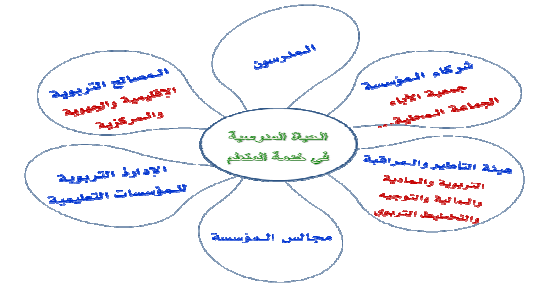 المدرسون
شركاء المؤسسة
جمعية الآباء
الجماعة المحلية ...
هيئة التأطير والمراقبة
التربوية والمادية
والمالية والتوجيه
والتخطيط التربوي
مجالس المؤسسة
الإدارة التربوية
للمؤسسات التعليمية
المصالح التربوية
الإقليمية والجهوية
والمركزية
الحياة المدرسية
في خدمة المتعلم